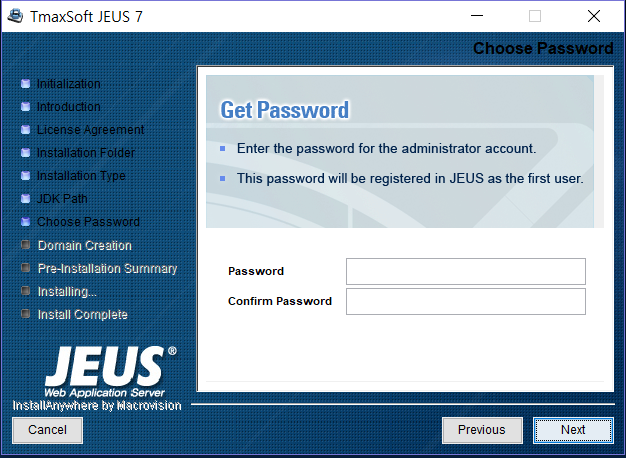 TmaxSoft JEUS 7
Choose Password
Initialization
Introduction
License Agreement
Installation Folder
Installation Type
JDK Path
Choose Password
Domain Creation
Pre-Installation Summary
Installing...
Install Complete
JEUS®
Web Application Server
Get Password
Enter the password for the administrator account.
This password will be registered in JEUS as the first user.
Password
Confirm Password
InstallAnywhere by Macrovision
Cancel
Previous
Next